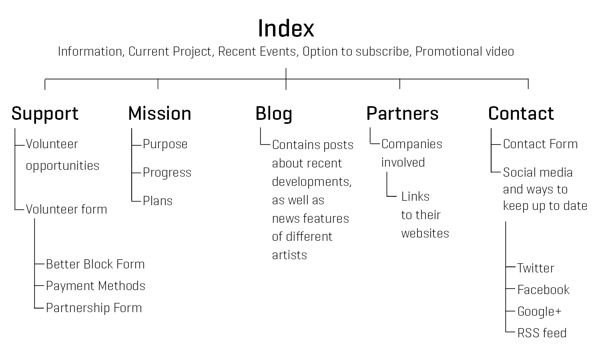 Index
Information, Current Project, Recent Events, Option to subscribe, Promotional video
Support
Volunteer
opportunities
Volunteer form
Better Block Form
Payment Methods
Partnership Form
Mission
Purpose
Progress
Plans
Blog
Contains posts
about recent
developments,
as well as
news features
of different
artists
Partners
Companies
involved
Links
to their
websites
Contact
Contact Form
Social media
and ways to
keep up to date
Twitter
Facebook
Google+
RSS feed